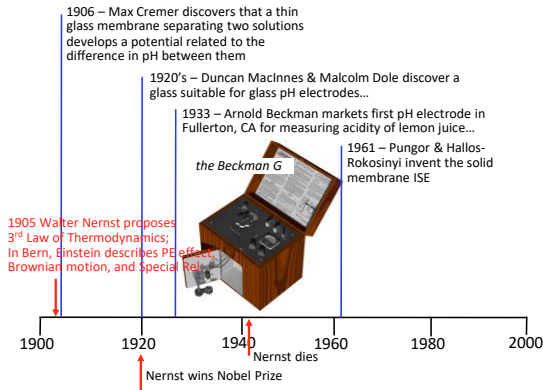 1906 – Max Cremer discovers that a thin
glass membrane separating two solutions
develops a potential related to the
difference in pH between them
1920's – Duncan MacInnes & Malcolm Dole discover a
glass suitable for glass pH electrodes…
1933 – Arnold Beckman markets first pH electrode in
Fullerton, CA for measuring acidity of lemon juice…
the Beckman G
1961 – Pungor & Hallos-
Rokosinyi invent the solid
membrane ISE
1905 Walter Nernst proposes
3rd Law of Thermodynamics;
In Bern, Einstein describes PE effect,
Brownian motion, and Special Rel.
1900
1920
1940
1960
1980
2000
Nernst dies
Nernst wins Nobel Prize